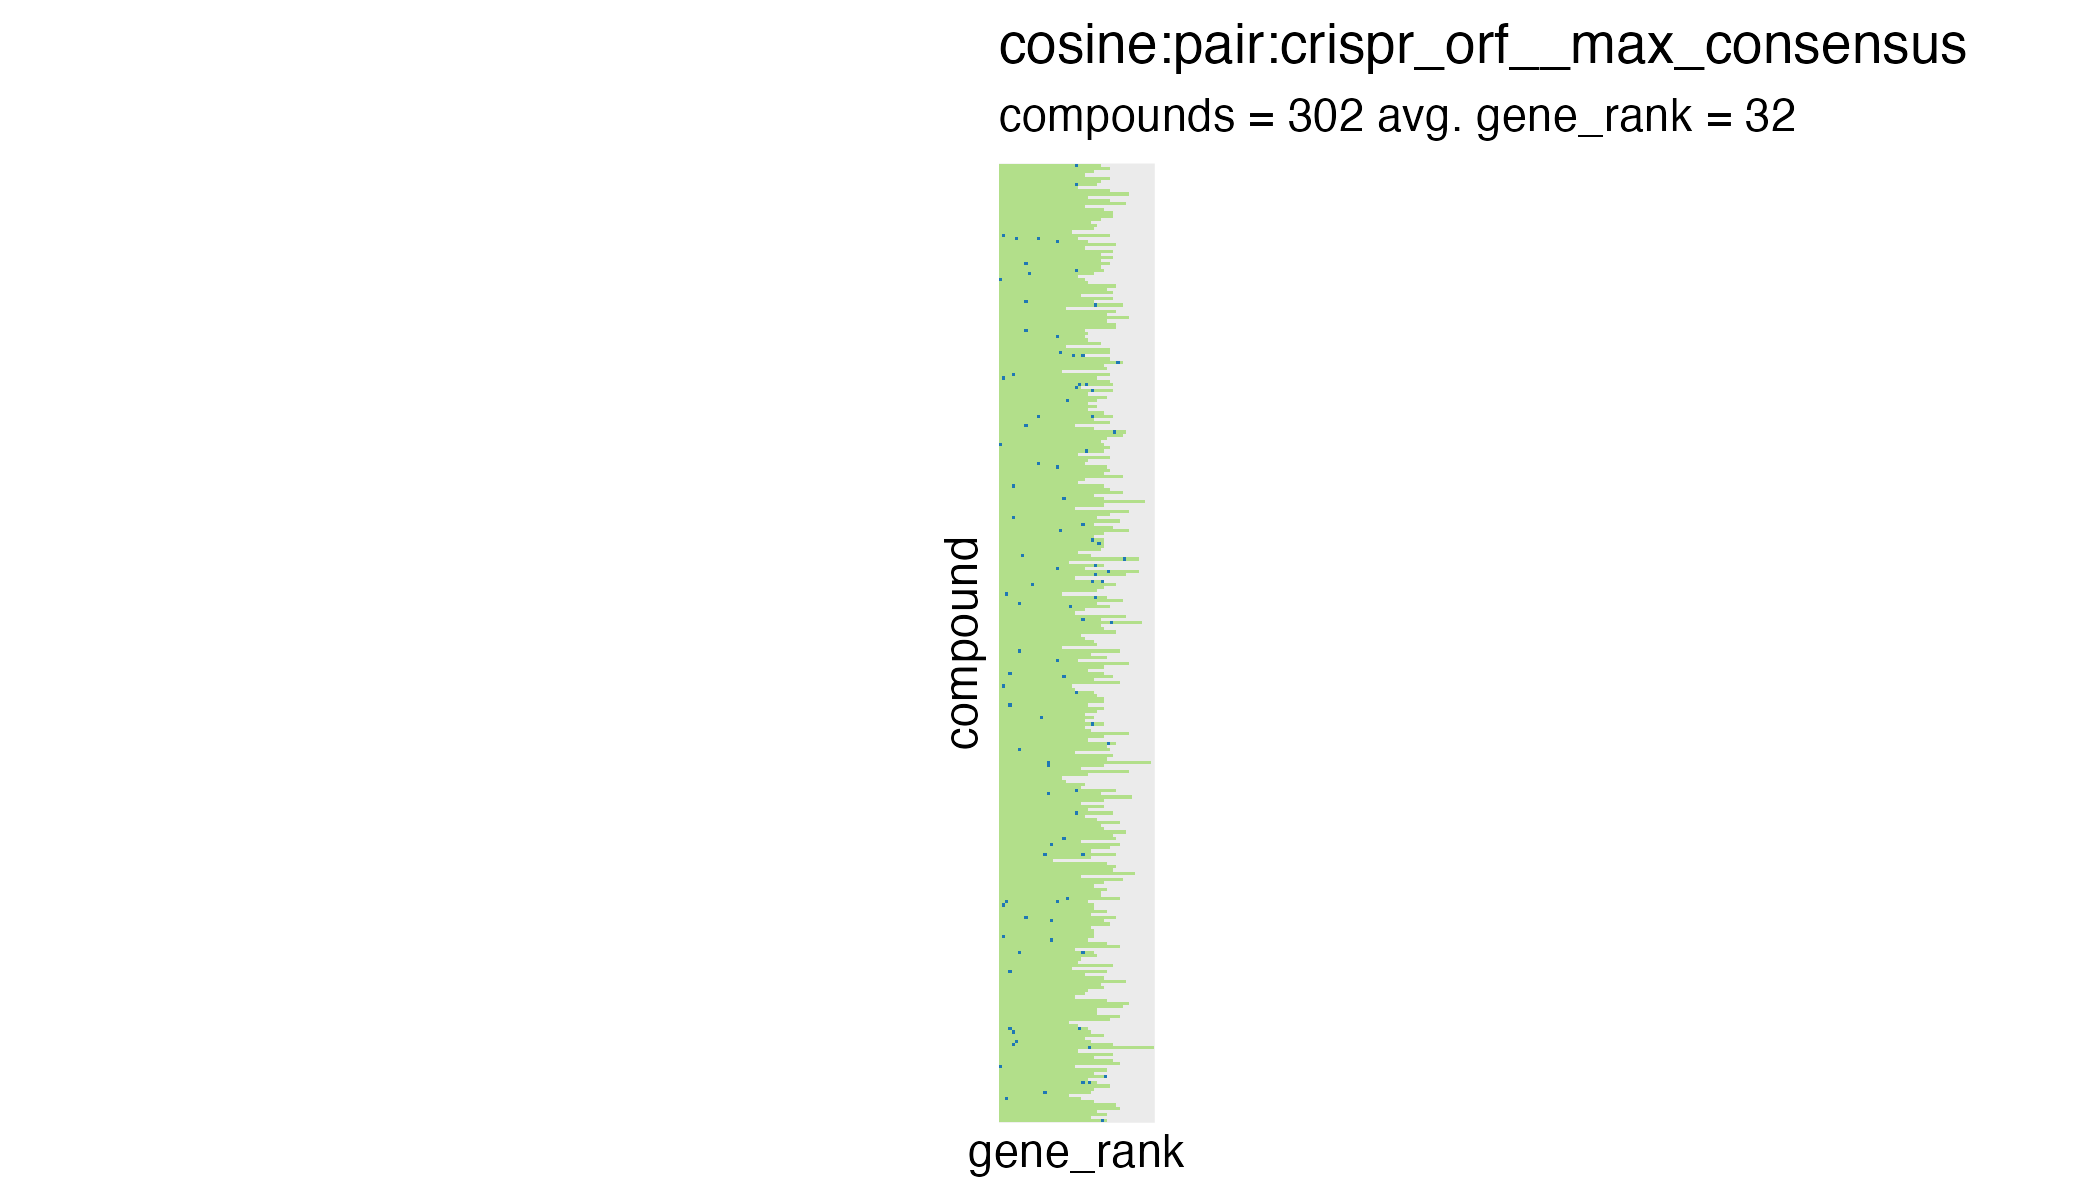 cosine:pair:crispr_orf__max_consensus
compounds = 302 avg. gene_rank = 32
compound
gene_rank